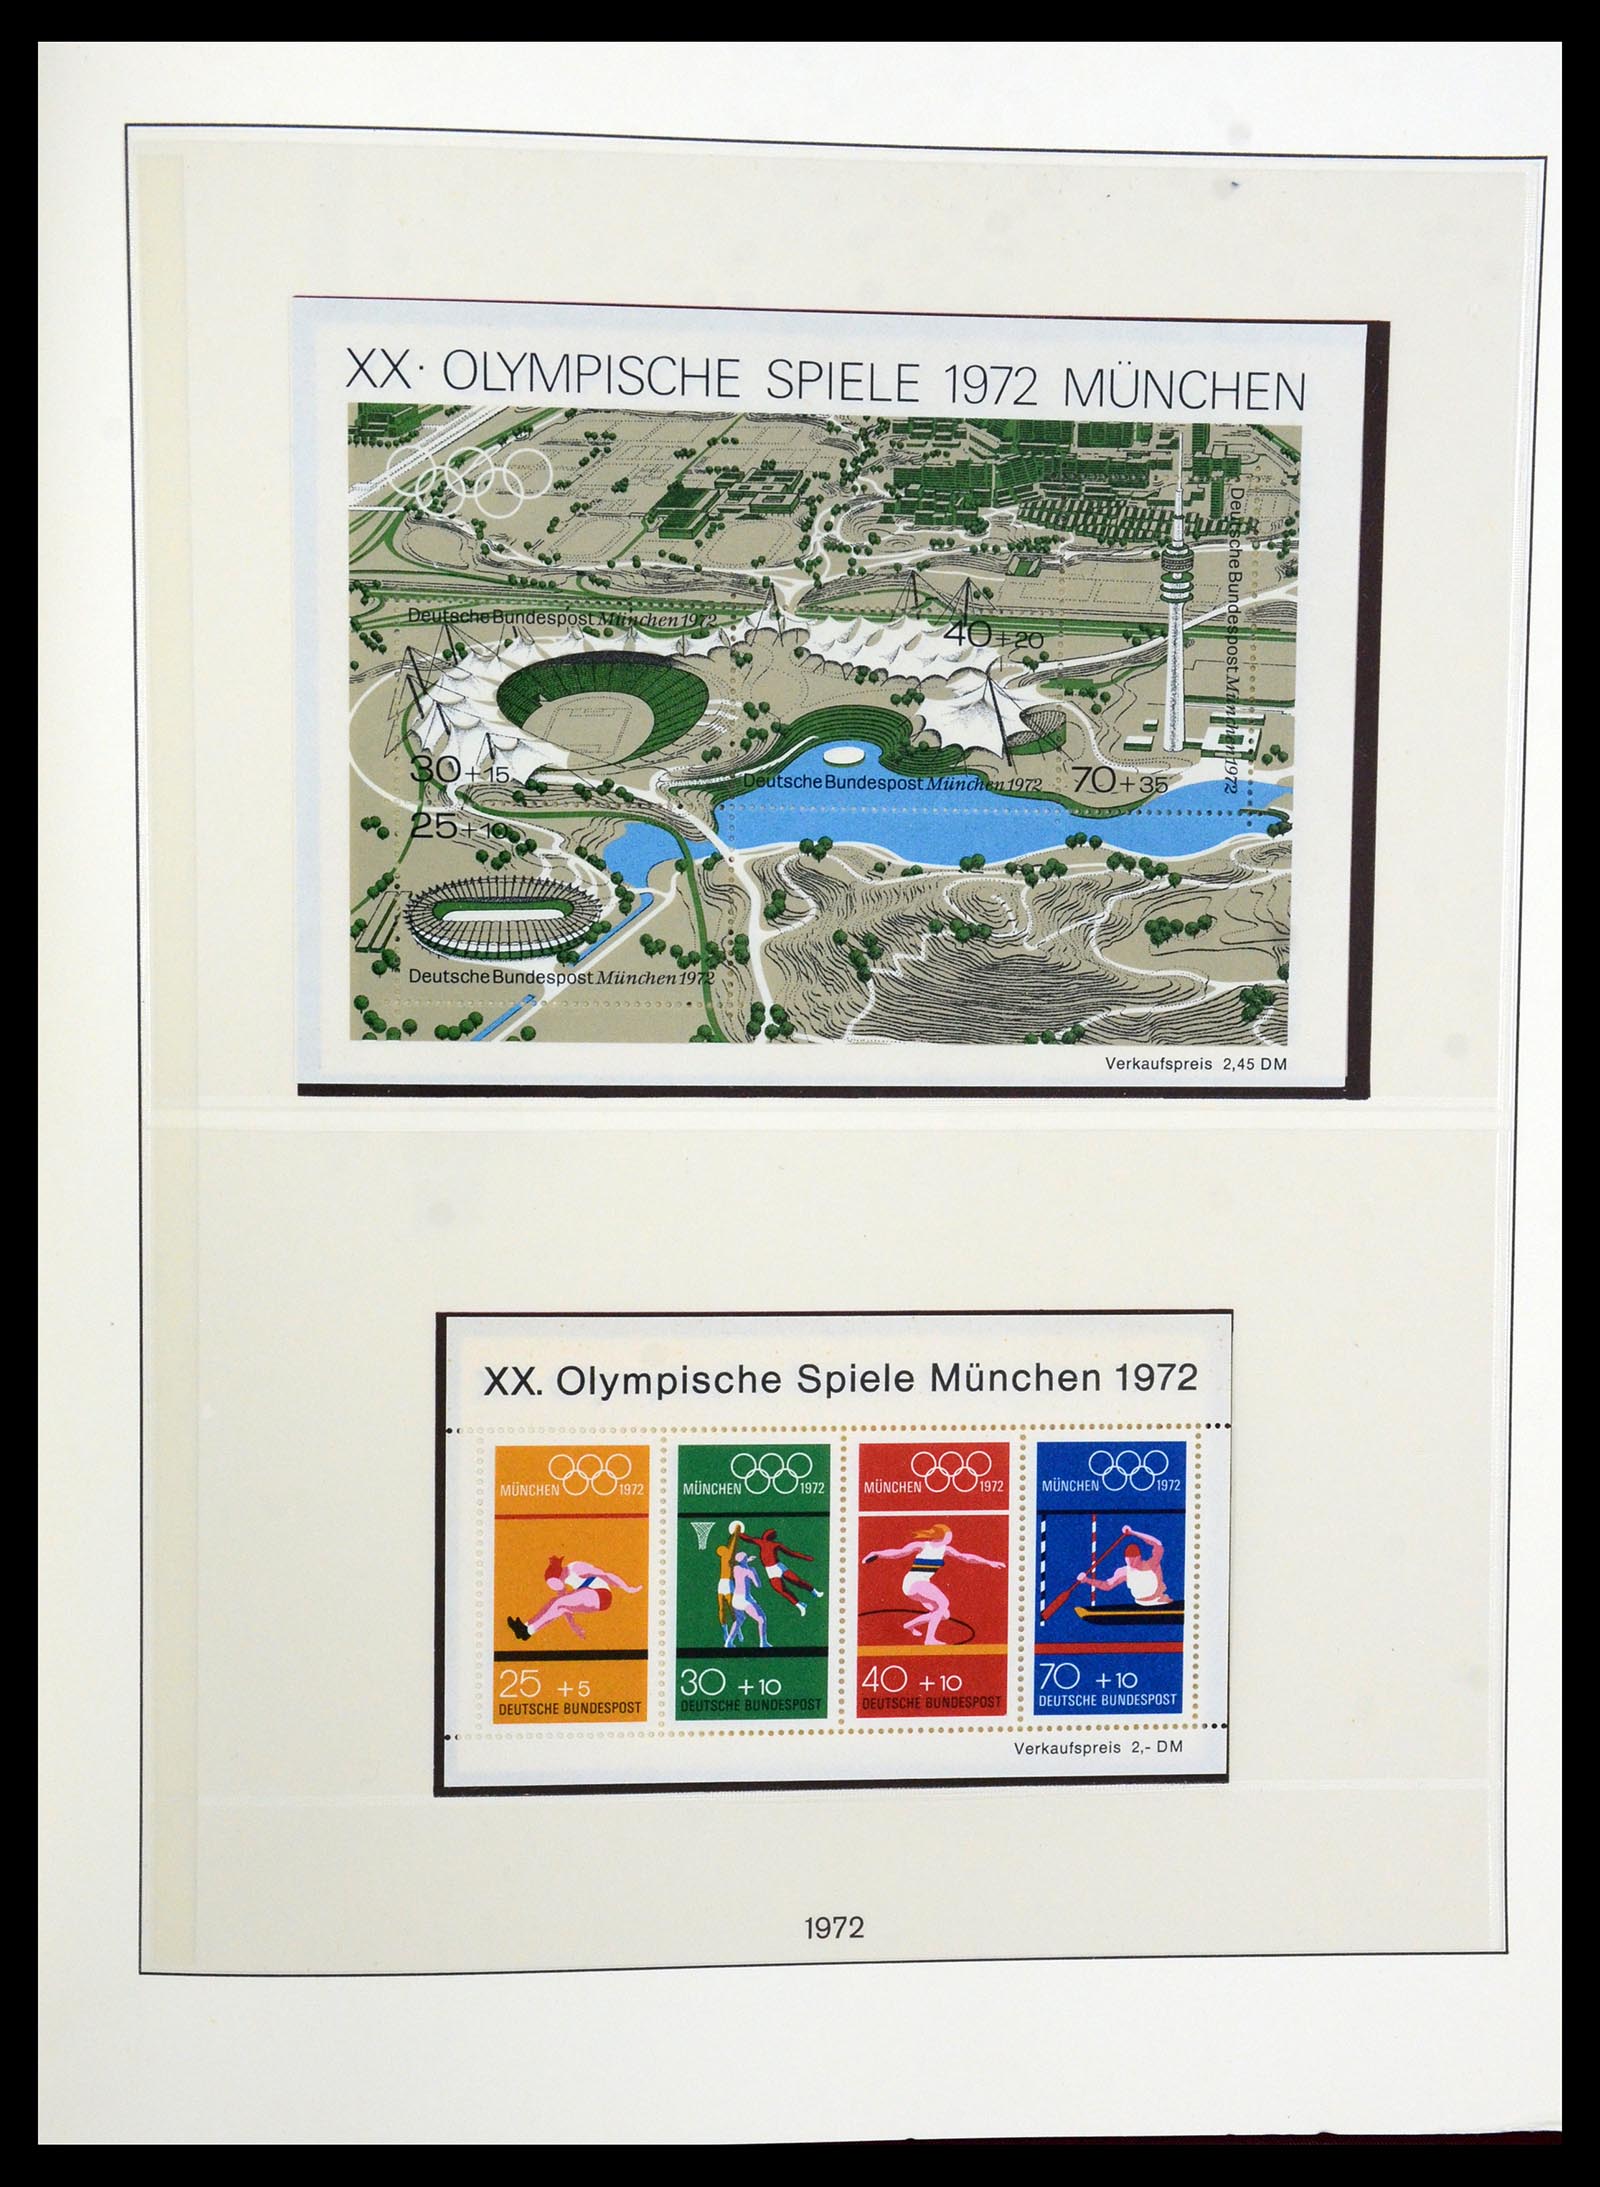 XX. OLYMPISCHE SPIELE 1972 MÜNCHEN
Deutsche Bundespost München 1972
Deutsche Bundespost München 1972
40+20
30+15
Deutsche Bundespost München 1972
70+35
25+10
Deutsche Bundespost München 1972
Verkaufspreis 2,45 DM
XX. Olympische Spiele München 1972
MÜNCHEN 1972
25 +5
DEUTSCHE BUNDESPOST
MÜNCHEN 1972
30 +10
DEUTSCHE BUNDESPOST
MÜNCHEN 1972
40 +10
DEUTSCHE BUNDESPOST
MÜNCHEN 1972
70 +10
DEUTSCHE BUNDESPOST
Verkaufspreis 2,- DM
1972